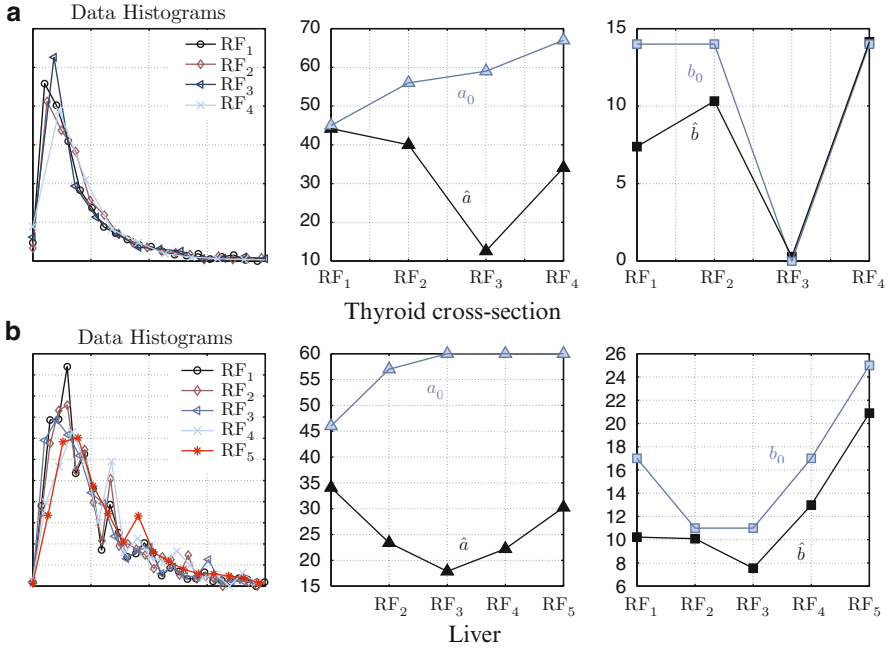 a
Data Histograms
RF1
RF2
RF3
RF4
70
60
50
40
30
20
10
a0
â
RF1 RF2 RF3 RF4
15
10
5
0
b0
b̂
RF1 RF2 RF3 RF4
Thyroid cross-section
b
Data Histograms
RF1
RF2
RF3
RF4
RF5
60
55
50
45
40
35
30
25
20
15
a0
â
RF2 RF3 RF4 RF5
26
24
22
20
18
16
14
12
10
8
6
b0
b̂
RF1 RF2 RF3 RF4 RF5
Liver